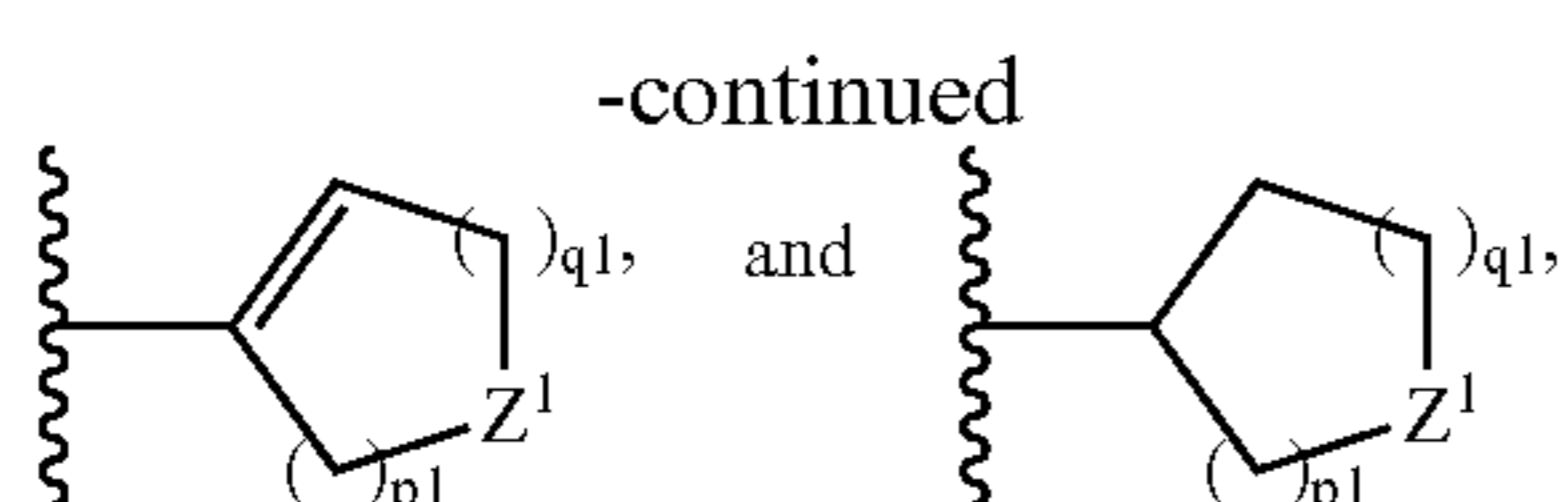 -continued
( )q1, and ( )q1,
Z1 Z1
( )p1 ( )p1